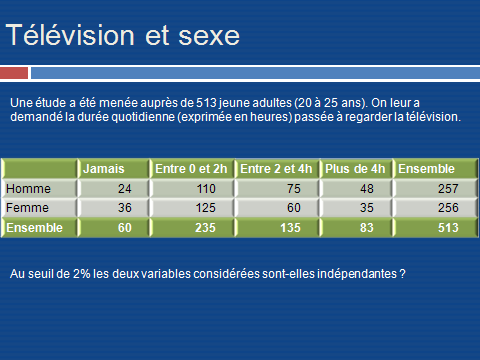 Télévision et sexe
Une étude a été menée auprès de 513 jeune adultes (20 à 25 ans). On leur a
demandé la durée quotidienne (exprimée en heures) passée à regarder la télévision.
Jamais Entre 0 et 2h Entre 2 et 4h Plus de 4h Ensemble
Homme 24 110 75 48 257
Femme 36 125 60 35 256
Ensemble 60 235 135 83 513
Au seuil de 2% les deux variables considérées sont-elles indépendantes ?